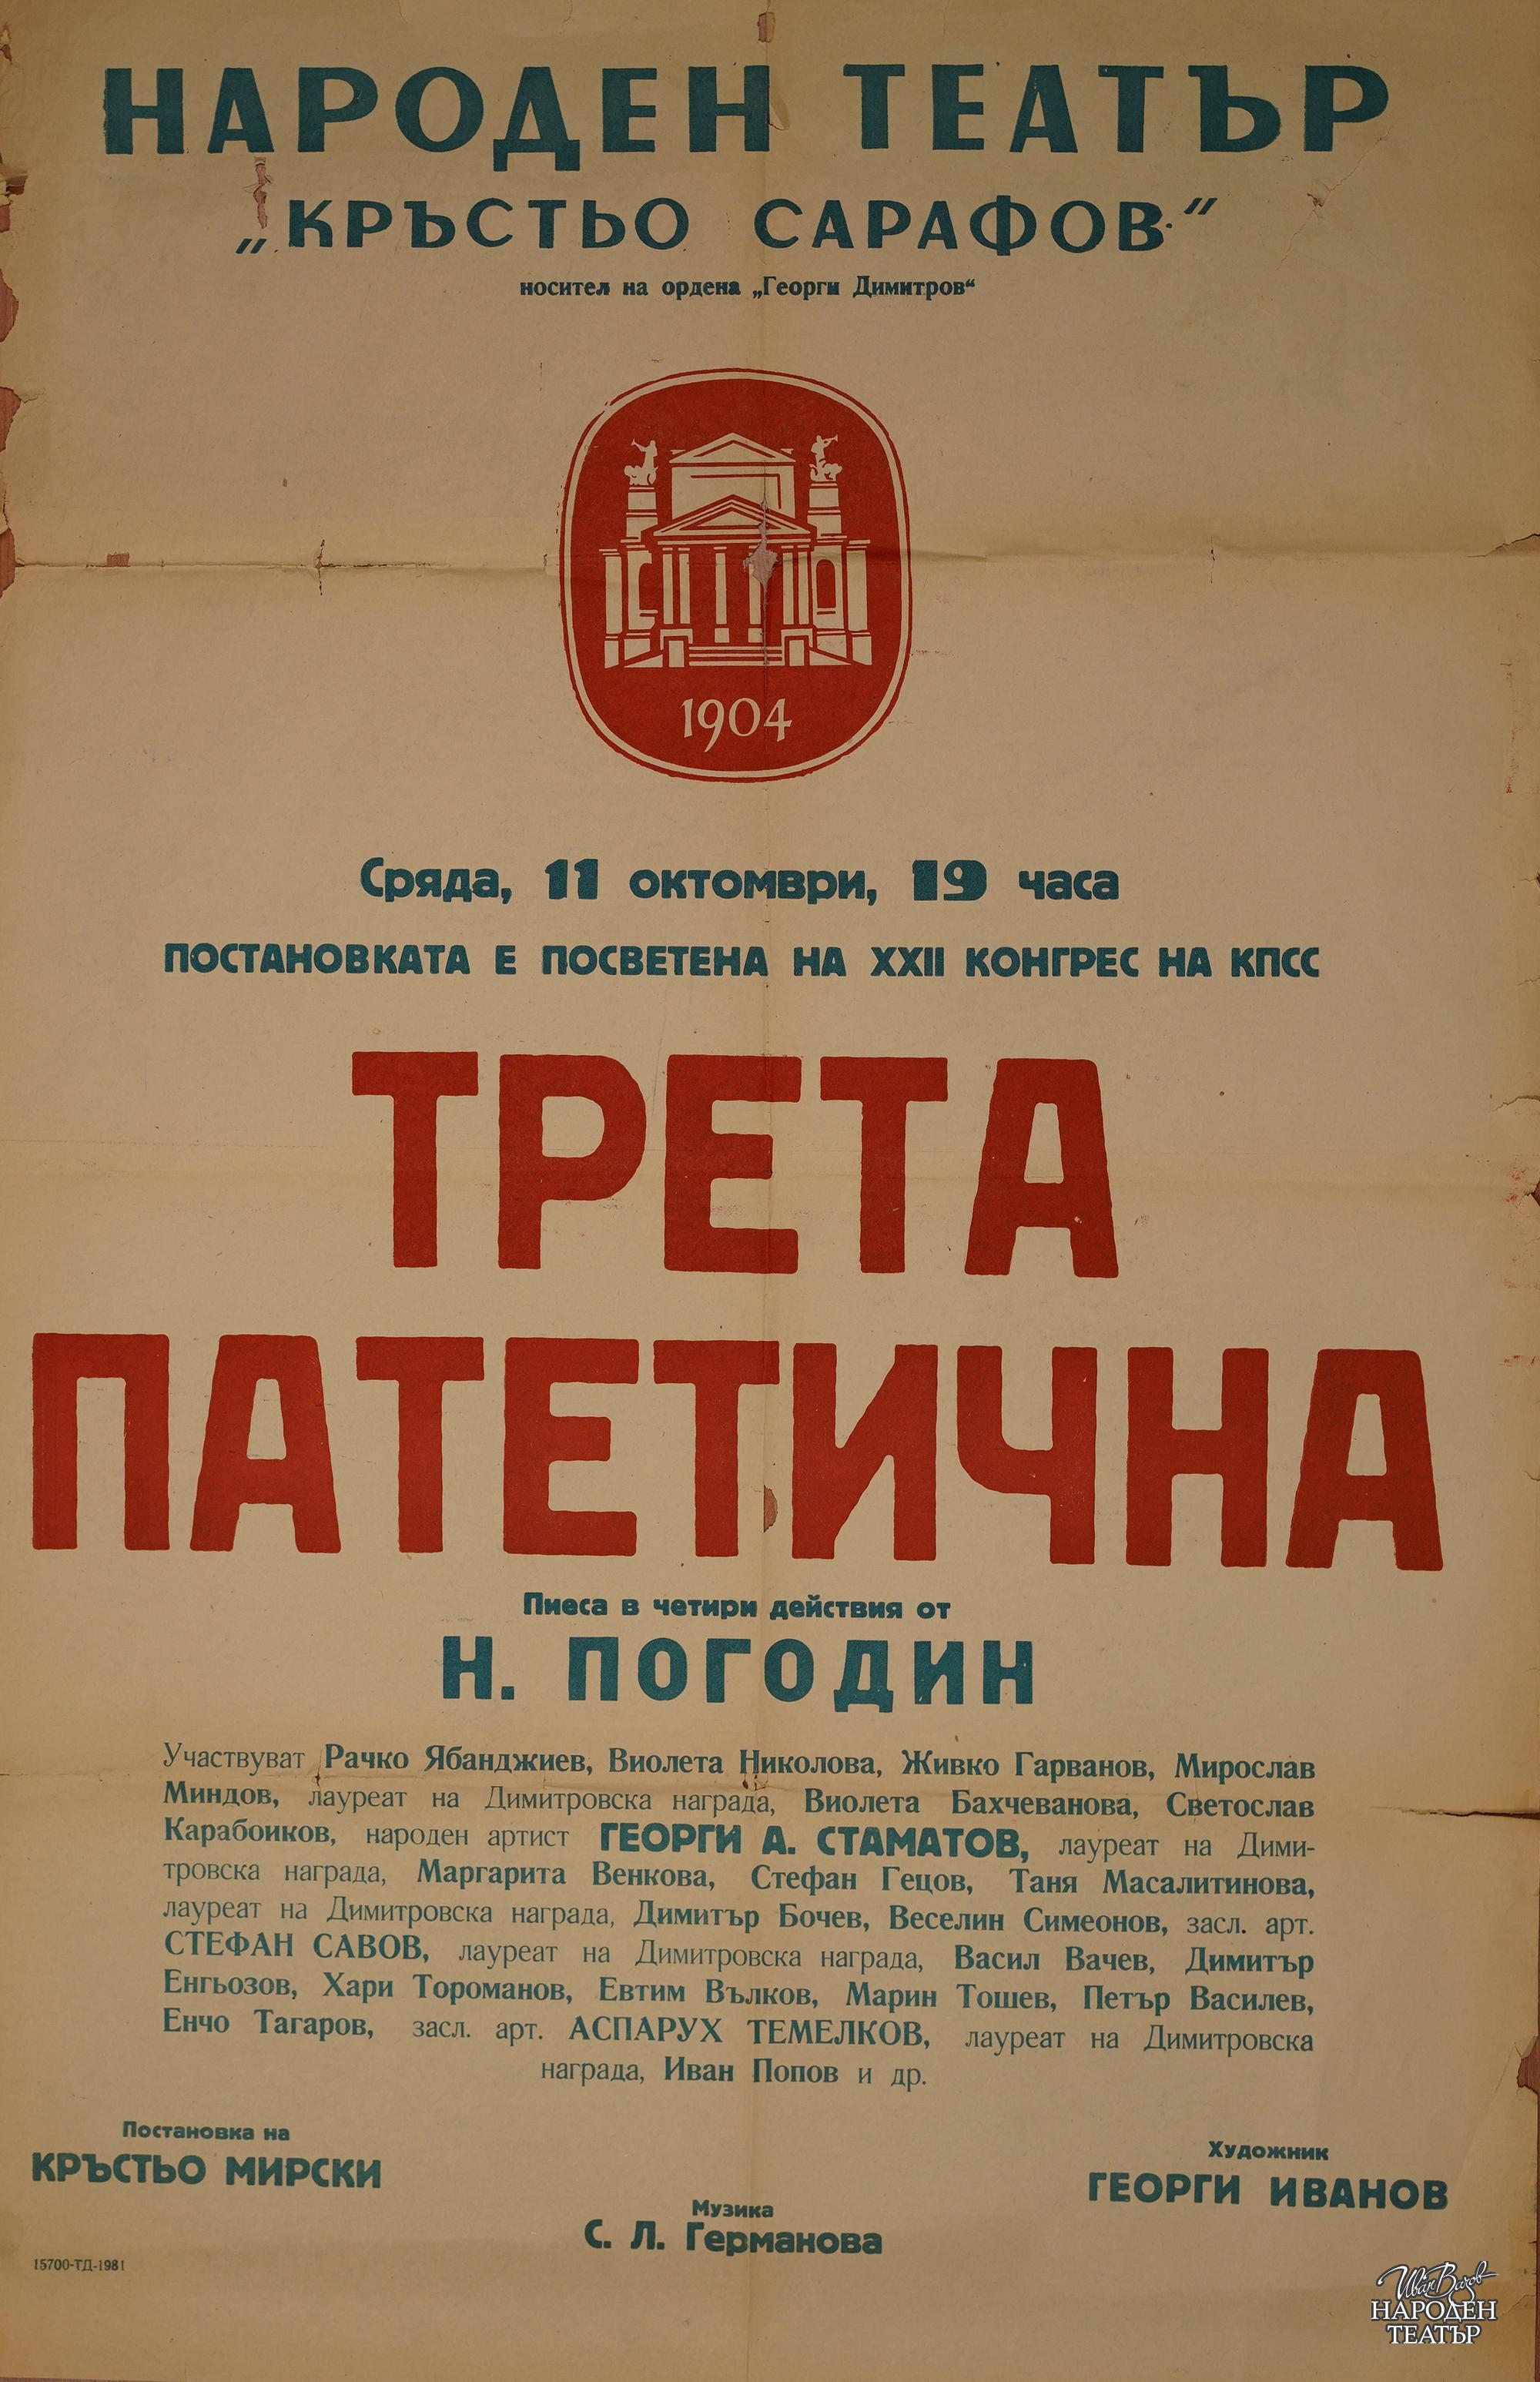 НАРОДЕН ТЕАТЪР
„КРЪСТЬО САРАФОВ“
носител на ордена „Георги Димитров“
1904
Сряда, 11 октомври, 19 часа
ПОСТАНОВКАТА Е ПОСВЕТЕНА НА XXII КОНГРЕС НА КПСС
ТРЕТА
ПАТЕТИЧНА
Пиеса в четири действия от
Н. ПОГОДИН
Участвуват Рачко Ябанджиев, Виолета Николова, Живко Гарванов, Мирослав
Миндов, лауреат на Димитровска награда, Виолета Бахчеванова, Светослав
Карабоиков, народен артист ГЕОРГИ А. СТАМАТОВ, лауреат на Дими-
тровска награда, Маргарита Венкова, Стефан Гецов, Таня Масалитинова,
лауреат на Димитровска награда, Димитър Бочев, Веселин Симеонов, засл. арт.
СТЕФАН САВОВ, лауреат на Димитровска награда, Васил Вачев, Димитър
Енгьозов, Хари Тороманов, Евтим Вълков, Марин Тошев, Петър Василев,
Енчо Тагаров, засл. арт. АСПАРУХ ТЕМЕЛКОВ, лауреат на Димитровска
награда, Иван Попов и др.
Постановка на
КРЪСТЬО МИРСКИ
Художник
ГЕОРГИ ИВАНОВ
Музика
С. Л. Германова
15700-ТД-1981
Иван Вазов
НАРОДЕН
ТЕАТЪР